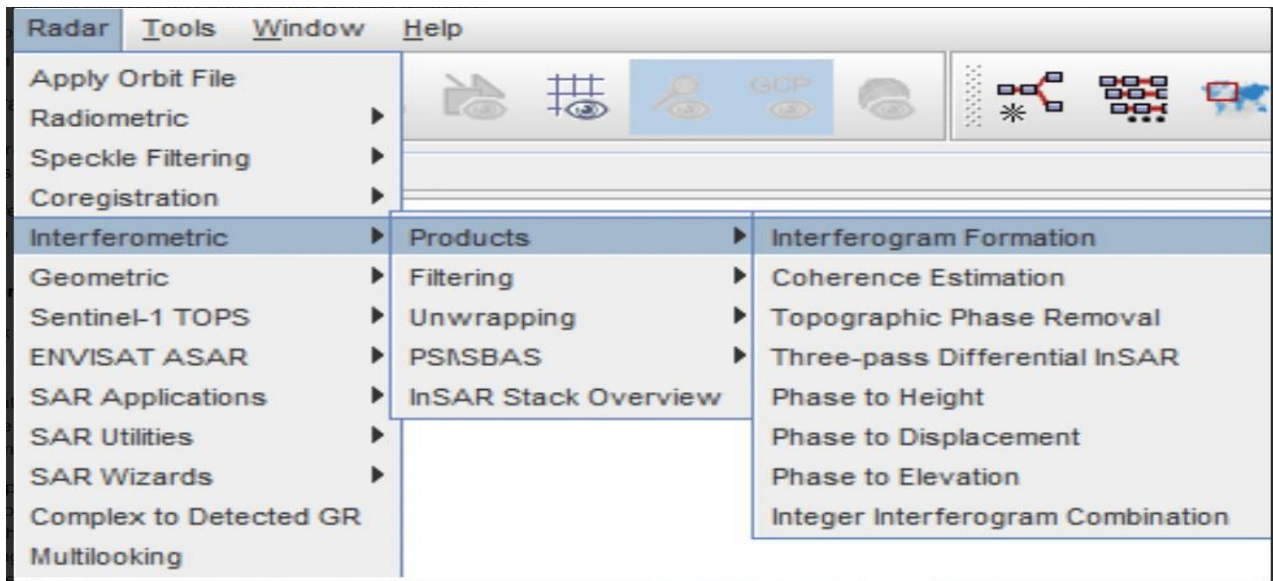 Radar Tools Window Help
Apply Orbit File
Radiometric
GCP
Speckle Filtering
Coregistration
Interferometric
Geometric
Sentinel-1 TOPS
ENVISAT ASAR
SAR Applications
SAR Utilities
SAR Wizards
Complex to Detected GR
Multilooking
Products
Filtering
Unwrapping
PSI\SBAS
InSAR Stack Overview
Interferogram Formation
Coherence Estimation
Topographic Phase Removal
Three-pass Differential InSAR
Phase to Height
Phase to Displacement
Phase to Elevation
Integer Interferogram Combination